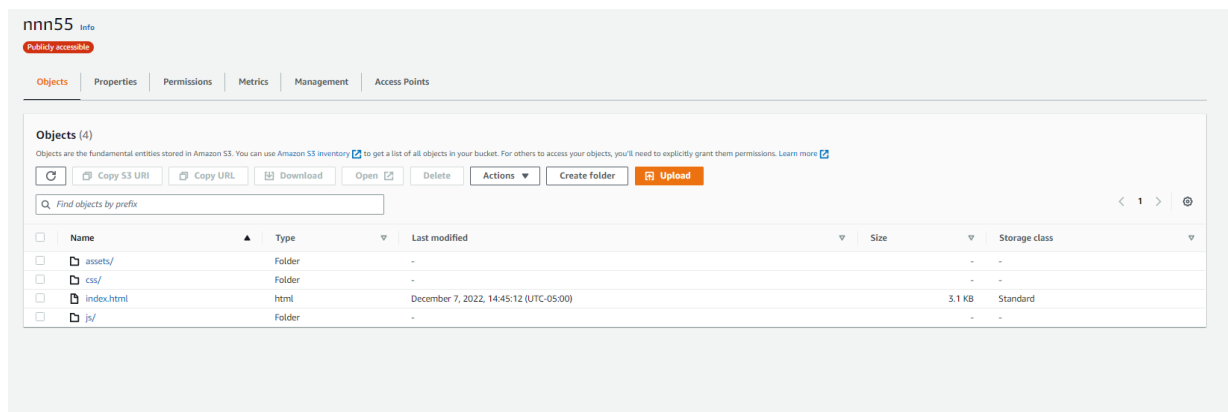 nnn55 Info
Publicly accessible
Objects Properties Permissions Metrics Management Access Points
Objects (4)
Objects are the fundamental entities stored in Amazon S3. You can use Amazon S3 inventory to get a list of all objects in your bucket. For others to access your objects, you'll need to explicitly grant them permissions. Learn more
Copy S3 URI Copy URL Download Open Delete Actions Create folder Upload
Find objects by prefix 1
Name Type Last modified Size Storage class
assets/ Folder - - -
css/ Folder - - -
index.html html December 7, 2022, 14:45:12 (UTC-05:00) 3.1 KB Standard
js/ Folder - - -